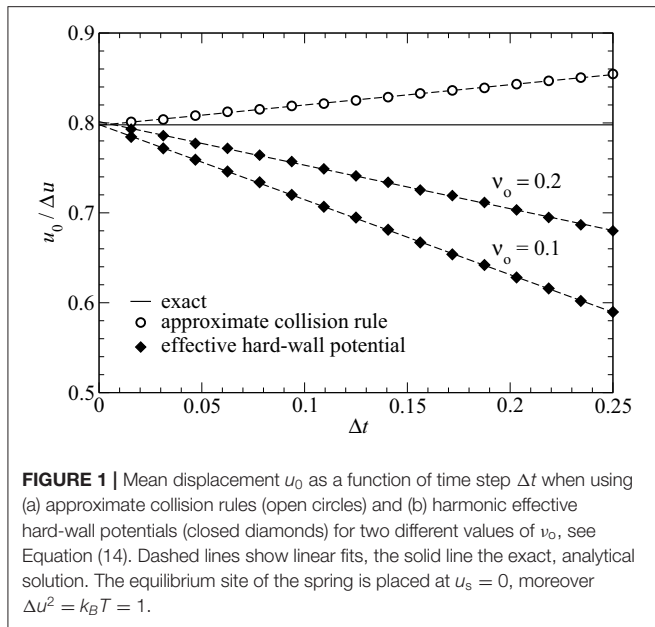 0.9
0.8
0.7
0.6
0.5
u₀ / Δu
νₒ = 0.2
νₒ = 0.1
exact
approximate collision rule
effective hard-wall potential
0 0.05 0.1 0.15 0.2 0.25
Δt
FIGURE 1 | Mean displacement u₀ as a function of time step Δt when using
(a) approximate collision rules (open circles) and (b) harmonic effective
hard-wall potentials (closed diamonds) for two different values of νₒ, see
Equation (14). Dashed lines show linear fits, the solid line the exact, analytical
solution. The equilibrium site of the spring is placed at uₛ = 0, moreover
Δu² = k_BT = 1.